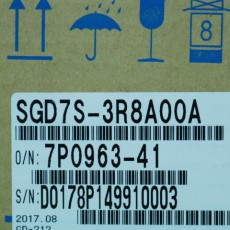 8
SGD7S-3R8A00A
O/N: 7P0963-41
S/N: D0178P149910003
2017.08